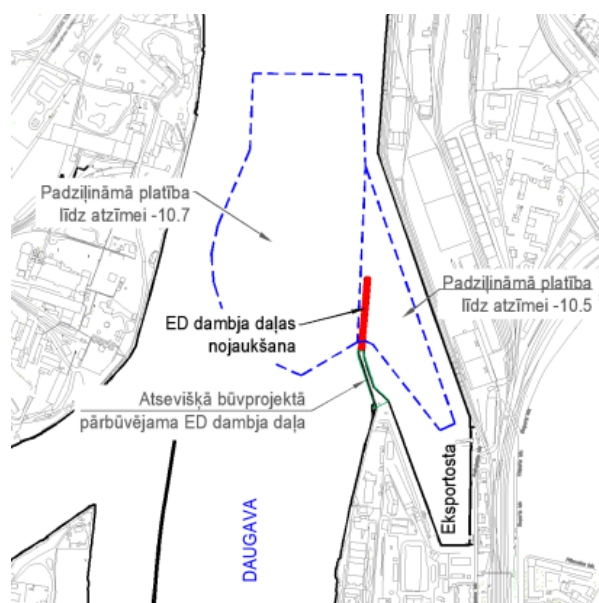 Padziļināmā platība
līdz atzīmei -10.7
Padziļināmā platība
līdz atzīmei -10.5
ED dambja daļas
nojaukšana
Atsevišķā būvprojektā
pārbūvējama ED dambja daļa
Eksportosta
DAUGAVA